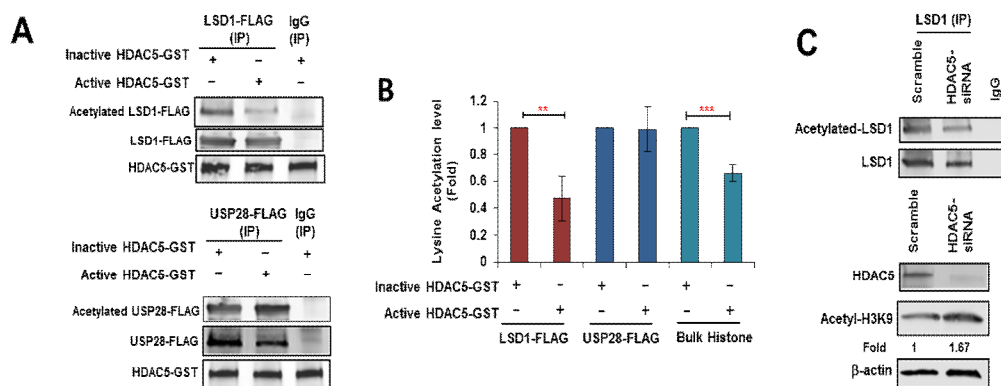 A
LSD1-FLAG (IP)
IgG (IP)
Inactive HDAC5-GST + – +
Active HDAC5-GST – + –
Acetylated LSD1-FLAG
LSD1-FLAG
HDAC5-GST
USP28-FLAG (IP)
IgG (IP)
Inactive HDAC5-GST + – +
Active HDAC5-GST – + –
Acetylated USP28-FLAG
USP28-FLAG
HDAC5-GST
B
Lysine Acetylation level (Fold)
1.2
1
0.8
0.6
0.4
0.2
0
**
***
Inactive HDAC5-GST + – + – + –
Active HDAC5-GST – + – + – +
LSD1-FLAG USP28-FLAG Bulk Histone
C
LSD1 (IP)
Scramble
HDAC5-siRNA
IgG
Acetylated-LSD1
LSD1
Scramble
HDAC5-siRNA
HDAC5
Acetyl-H3K9
Fold 1 1.67
β-actin